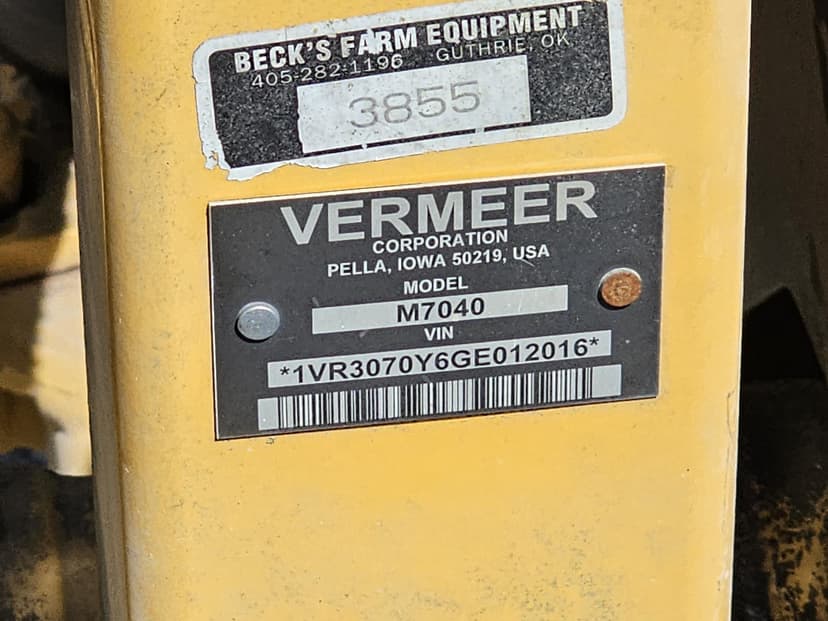 BECK'S FARM EQUIPMENT
405-282-1196 GUTHRIE, OK
3855
VERMEER
CORPORATION
PELLA, IOWA 50219, USA
MODEL
M7040
VIN
*1VR3070Y6GE012016*